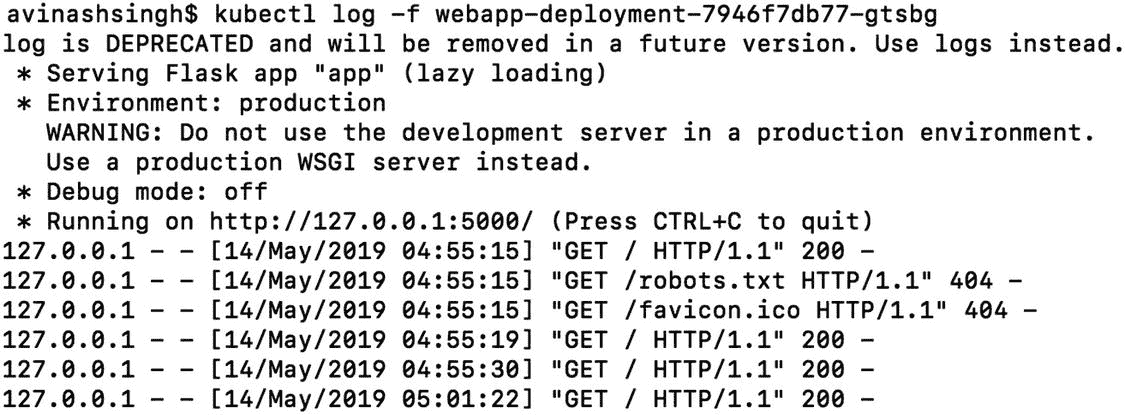 avinashsingh$ kubectl log -f webapp-deployment-7946f7db77-gtsbg
log is DEPRECATED and will be removed in a future version. Use logs instead.
 * Serving Flask app "app" (lazy loading)
 * Environment: production
   WARNING: Do not use the development server in a production environment.
   Use a production WSGI server instead.
 * Debug mode: off
 * Running on http://127.0.0.1:5000/ (Press CTRL+C to quit)
127.0.0.1 - - [14/May/2019 04:55:15] "GET / HTTP/1.1" 200 -
127.0.0.1 - - [14/May/2019 04:55:15] "GET /robots.txt HTTP/1.1" 404 -
127.0.0.1 - - [14/May/2019 04:55:15] "GET /favicon.ico HTTP/1.1" 404 -
127.0.0.1 - - [14/May/2019 04:55:19] "GET / HTTP/1.1" 200 -
127.0.0.1 - - [14/May/2019 04:55:30] "GET / HTTP/1.1" 200 -
127.0.0.1 - - [14/May/2019 05:01:22] "GET / HTTP/1.1" 200 -